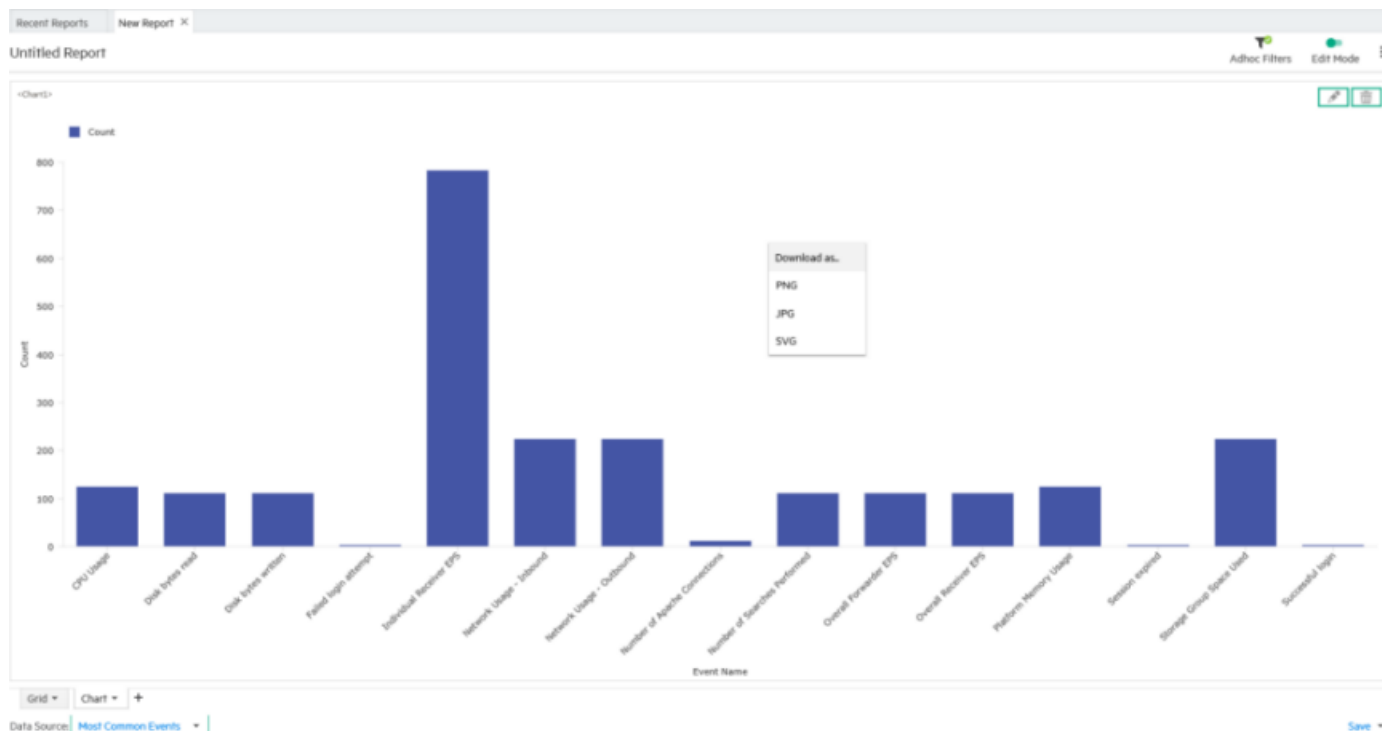 Recent Reports New Report ×
Untitled Report
Adhoc Filters Edit Mode
<Chart1>
Count
800
700
600
500
400
300
200
100
0
Count
Download as..
PNG
JPG
SVG
CPU Usage
Disk bytes read
Disk bytes written
Failed login attempt
Individual Receiver EPS
Network Usage - Inbound
Network Usage - Outbound
Number of Apache Connections
Number of Searches Performed
Overall Forwarder EPS
Overall Receiver EPS
Platform Memory Usage
Session expired
Storage Group Space Used
Successful login
Event Name
Grid Chart +
Data Source: Most Common Events Save